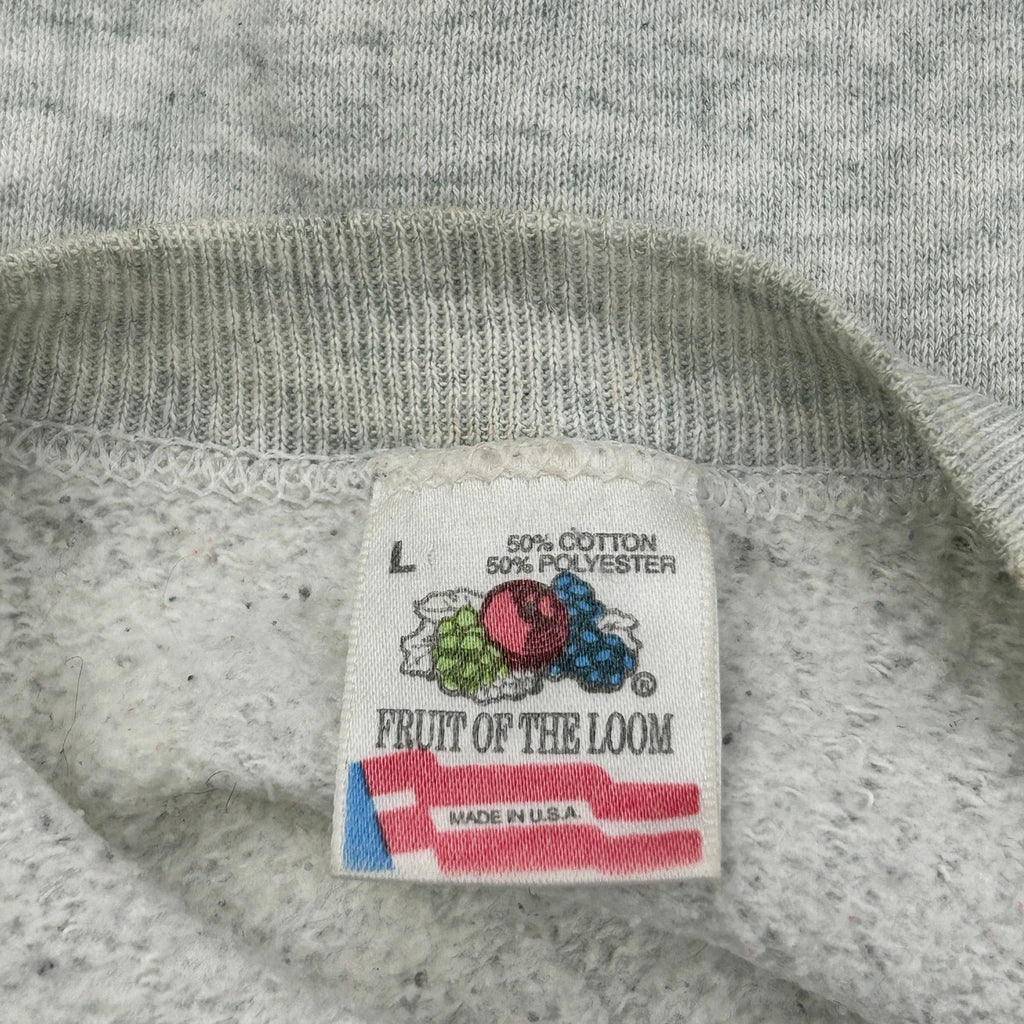 L
50% COTTON
50% POLYESTER
®
FRUIT OF THE LOOM
MADE IN U.S.A.